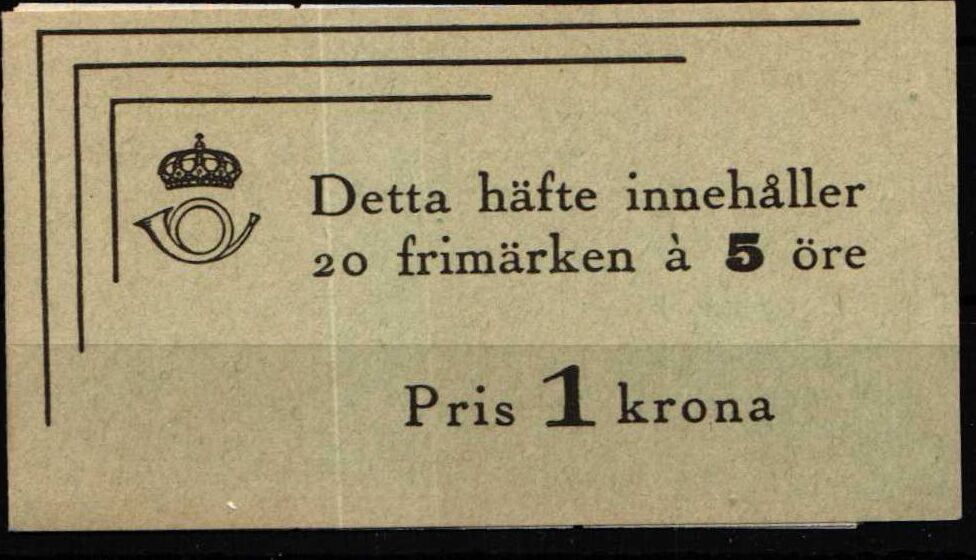 Detta häfte innehåller
20 frimärken à 5 öre
Pris 1 krona